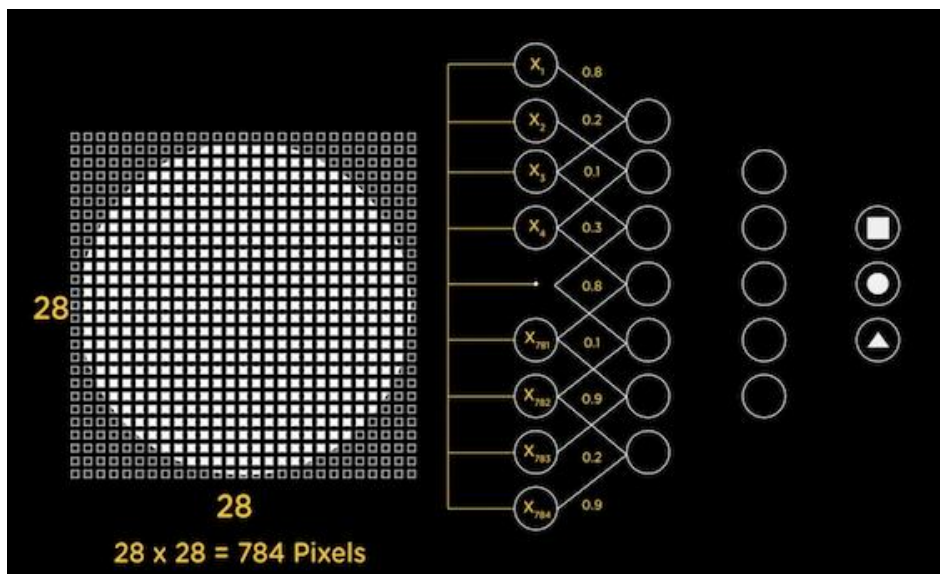 X₁
0.8
X₂
0.2
X₃
0.1
X₄
0.3
0.8
28
X₇₈₁
0.1
X₇₈₂
0.9
X₇₈₃
0.2
X₇₈₄
0.9
28
28 x 28 = 784 Pixels